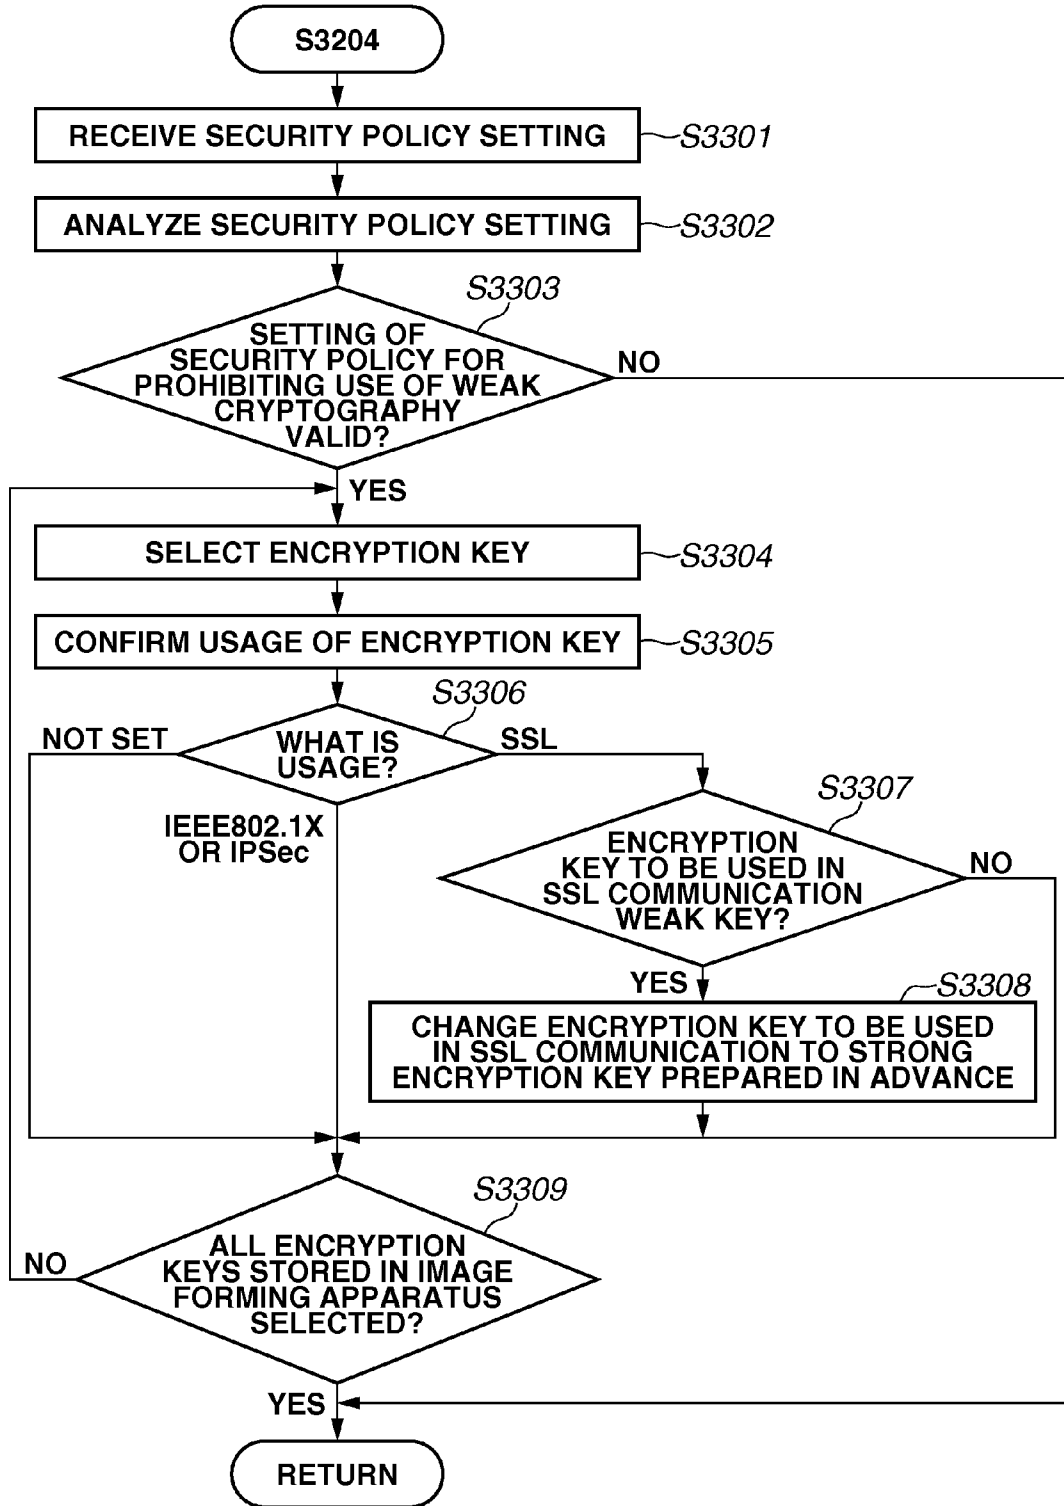 S3204
RECEIVE SECURITY POLICY SETTING
S3301
ANALYZE SECURITY POLICY SETTING
S3302
S3303
SETTING OF
SECURITY POLICY FOR
PROHIBITING USE OF WEAK
CRYPTOGRAPHY
VALID?
NO
YES
SELECT ENCRYPTION KEY
S3304
CONFIRM USAGE OF ENCRYPTION KEY
S3305
S3306
NOT SET
WHAT IS
USAGE?
SSL
IEEE802.1X
OR IPSec
S3307
ENCRYPTION
KEY TO BE USED IN
SSL COMMUNICATION
WEAK KEY?
NO
YES
S3308
CHANGE ENCRYPTION KEY TO BE USED
IN SSL COMMUNICATION TO STRONG
ENCRYPTION KEY PREPARED IN ADVANCE
S3309
ALL ENCRYPTION
KEYS STORED IN IMAGE
FORMING APPARATUS
SELECTED?
NO
YES
RETURN